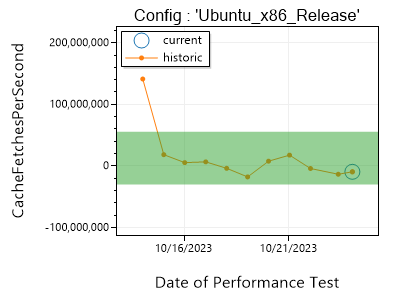 Config : 'Ubuntu_x86_Release'
current
historic
CacheFetchesPerSecond
200,000,000
100,000,000
0
-100,000,000
10/16/2023
10/21/2023
Date of Performance Test